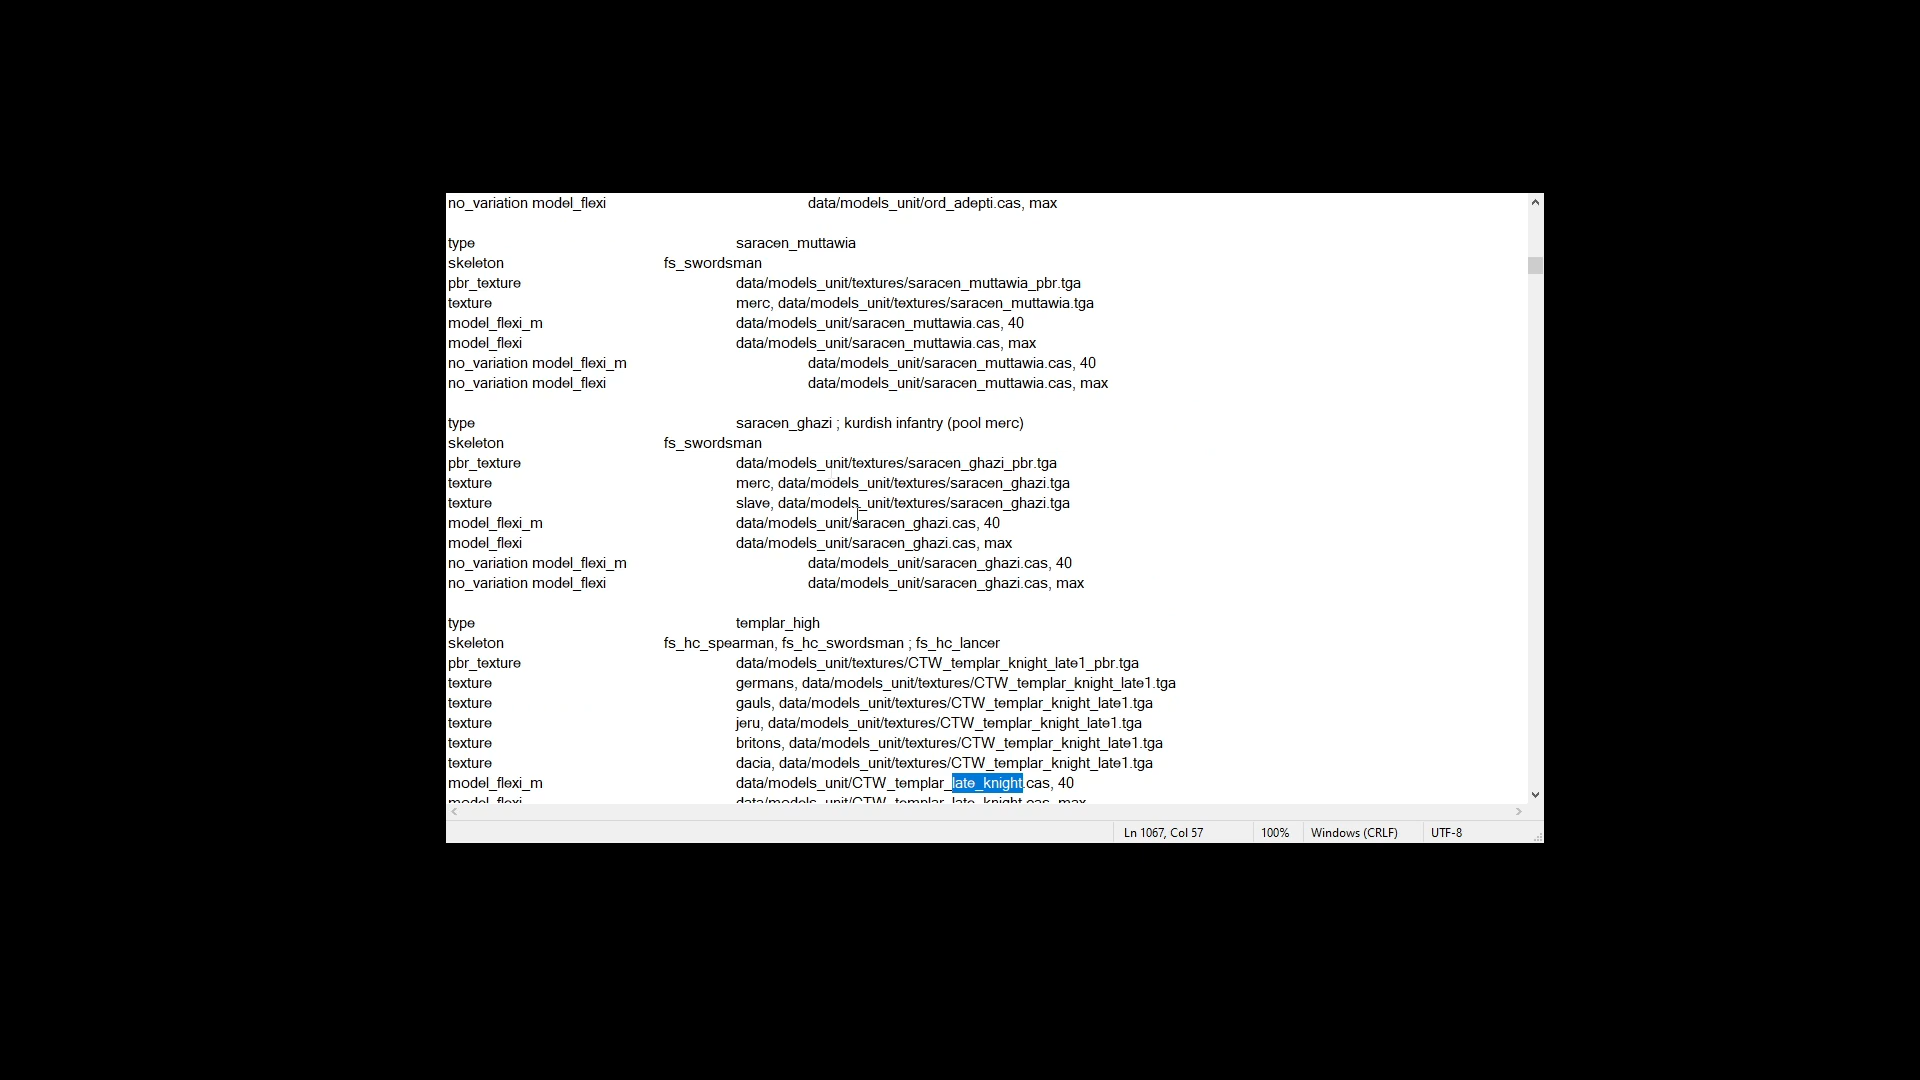 no_variation model_flexi data/models_unit/ord_adepti.cas, max
type saracen_muttawia
skeleton fs_swordsman
pbr_texture data/models_unit/textures/saracen_muttawia_pbr.tga
texture merc, data/models_unit/textures/saracen_muttawia.tga
model_flexi_m data/models_unit/saracen_muttawia.cas, 40
model_flexi data/models_unit/saracen_muttawia.cas, max
no_variation model_flexi_m data/models_unit/saracen_muttawia.cas, 40
no_variation model_flexi data/models_unit/saracen_muttawia.cas, max
type saracen_ghazi ; kurdish infantry (pool merc)
skeleton fs_swordsman
pbr_texture data/models_unit/textures/saracen_ghazi_pbr.tga
texture merc, data/models_unit/textures/saracen_ghazi.tga
texture slave, data/models_unit/textures/saracen_ghazi.tga
model_flexi_m data/models_unit/saracen_ghazi.cas, 40
model_flexi data/models_unit/saracen_ghazi.cas, max
no_variation model_flexi_m data/models_unit/saracen_ghazi.cas, 40
no_variation model_flexi data/models_unit/saracen_ghazi.cas, max
type templar_high
skeleton fs_hc_spearman, fs_hc_swordsman ; fs_hc_lancer
pbr_texture data/models_unit/textures/CTW_templar_knight_late1_pbr.tga
texture germans, data/models_unit/textures/CTW_templar_knight_late1.tga
texture gauls, data/models_unit/textures/CTW_templar_knight_late1.tga
texture jeru, data/models_unit/textures/CTW_templar_knight_late1.tga
texture britons, data/models_unit/textures/CTW_templar_knight_late1.tga
texture dacia, data/models_unit/textures/CTW_templar_knight_late1.tga
model_flexi_m data/models_unit/CTW_templar_late_knight.cas, 40
model_flexi data/models_unit/CTW_templar_late_knight.cas, max
Ln 1067, Col 57 100% Windows (CRLF) UTF-8